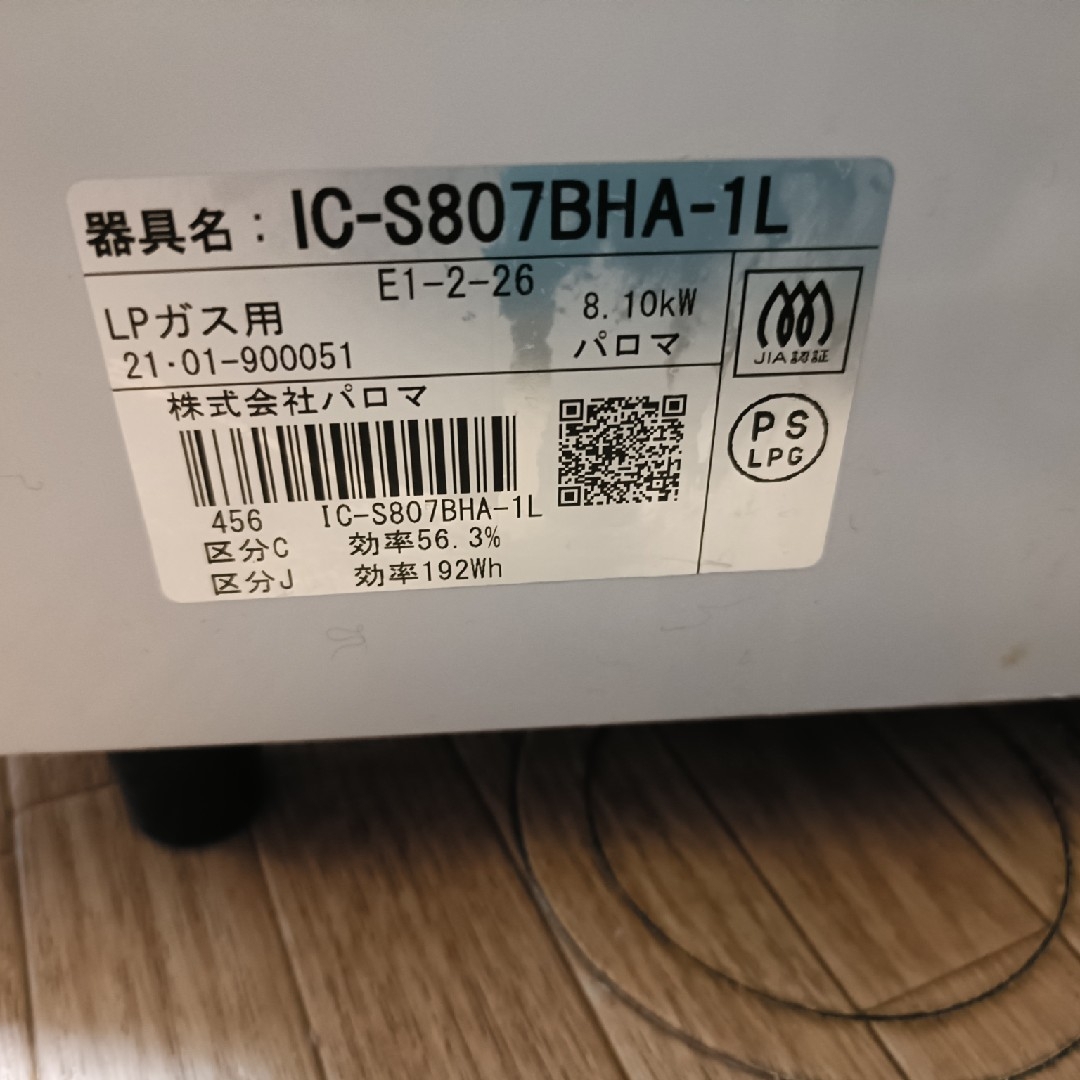 器具名：IC-S807BHA-1L
E1-2-26
LPガス用
8.10kW
21・01-900051
パロマ
JIA認証
株式会社パロマ
PS
LPG
456 IC-S807BHA-1L
区分C 効率56.3%
区分J 効率192Wh